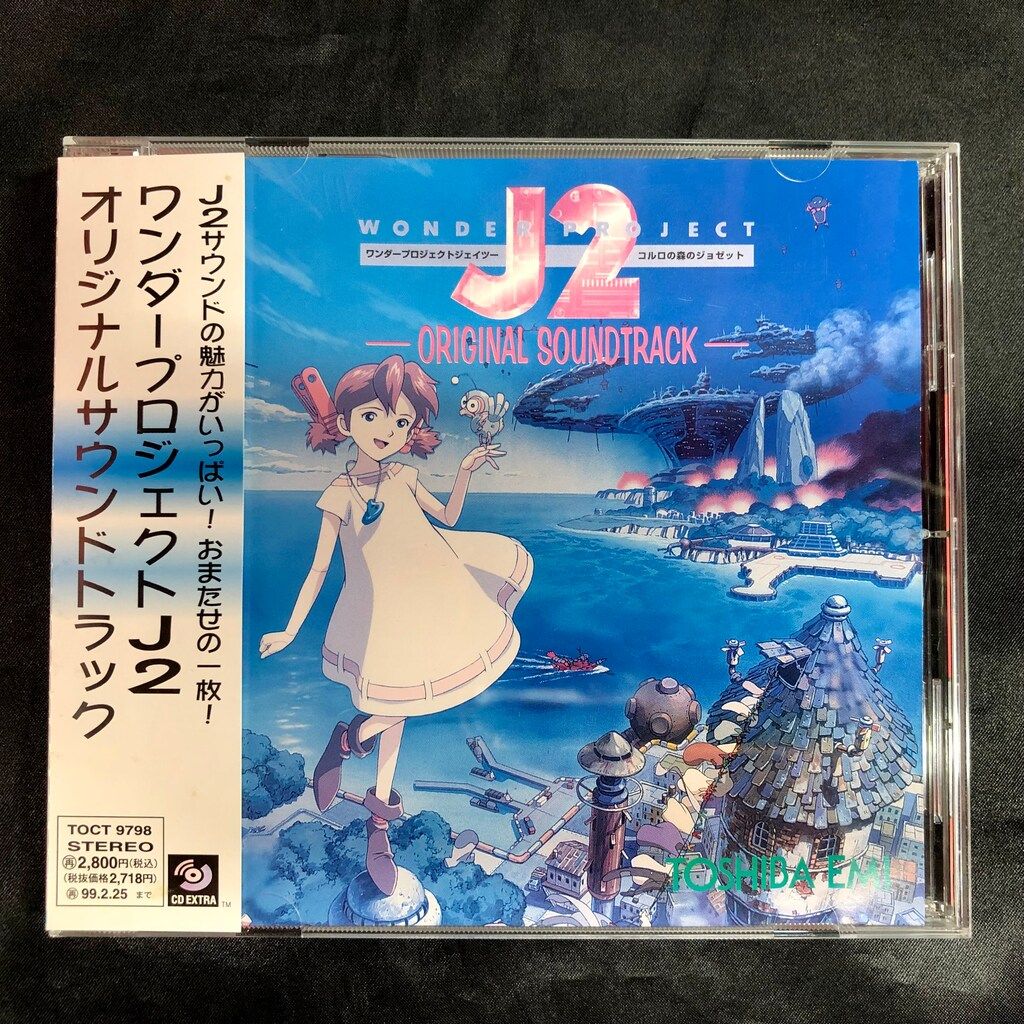 J2サウンドの魅力がいっぱい!おまたせの一枚!
ワンダープロジェクトJ2
オリジナルサウンドトラック
TOCT 9798
STEREO
再2,800円(税込)
(税抜価格2,718円)
再99.2.25 まで
CD EXTRA TM
J2
WONDER PROJECT
ワンダープロジェクトジェイツー コルロの森のジョゼット
ORIGINAL SOUNDTRACK
TOSHIBA EMI